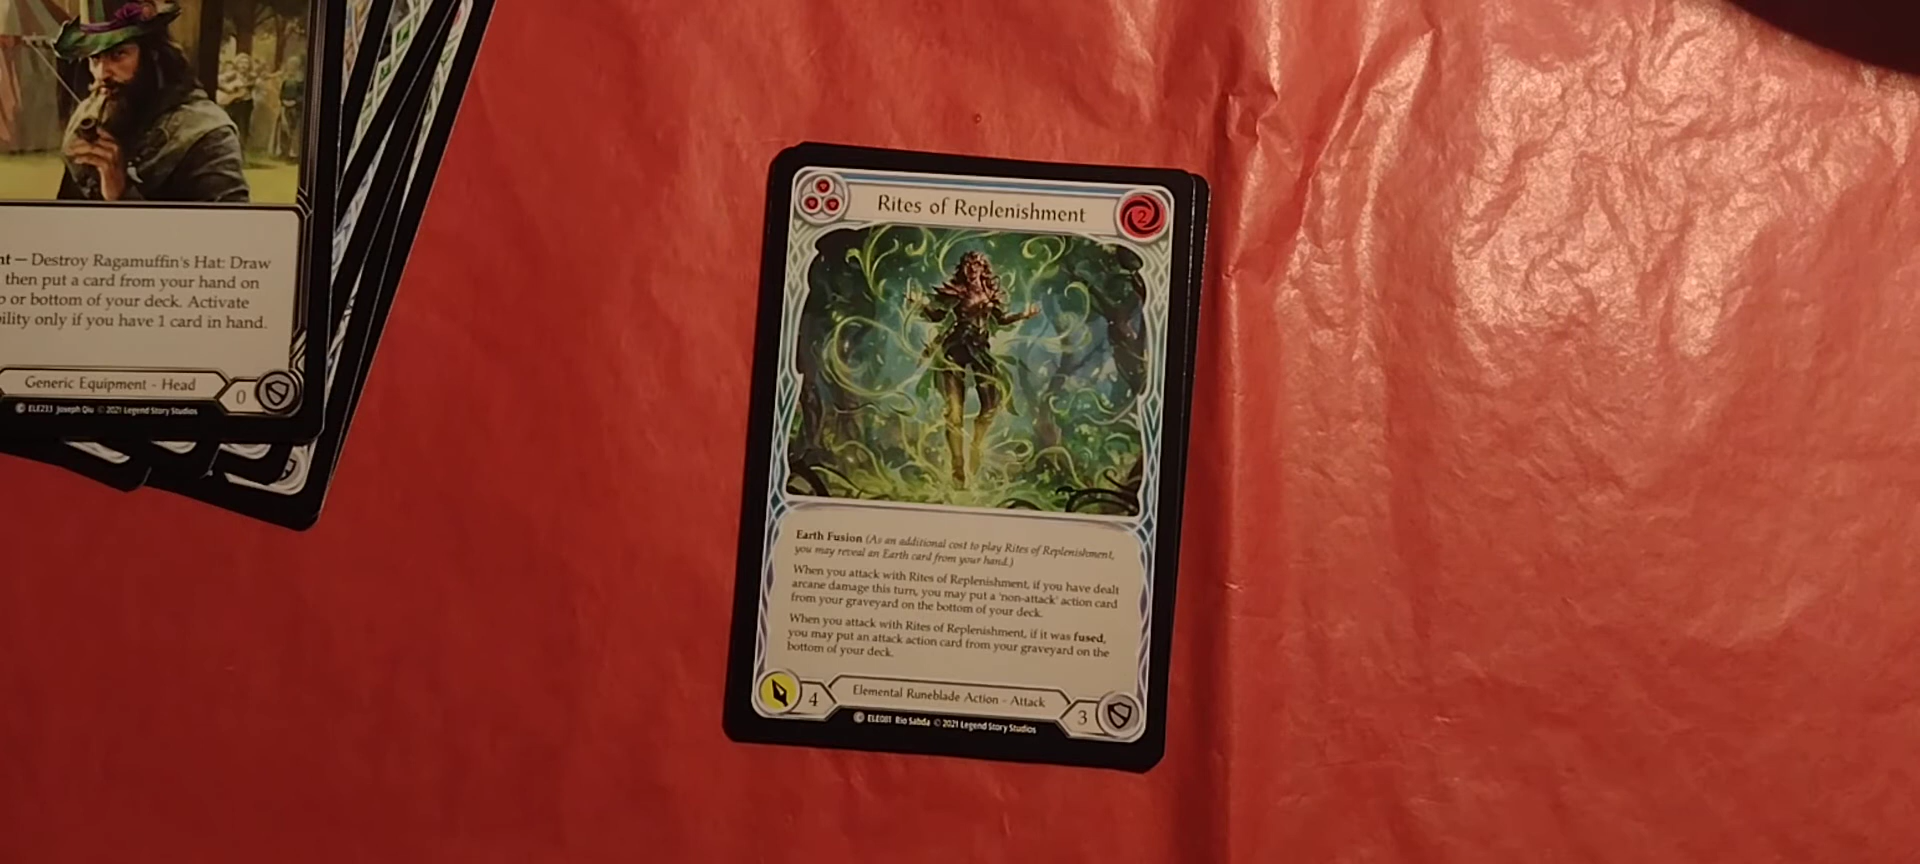 nt — Destroy Ragamuffin's Hat: Draw
then put a card from your hand on
or bottom of your deck. Activate
ility only if you have 1 card in hand.
Generic Equipment - Head
0
C ELE233 Joseph Qiu © 2021 Legend Story Studios
Rites of Replenishment
2
Earth Fusion (As an additional cost to play Rites of Replenishment,
you may reveal an Earth card from your hand.)
When you attack with Rites of Replenishment, if you have dealt
arcane damage this turn, you may put a 'non-attack' action card
from your graveyard on the bottom of your deck.
When you attack with Rites of Replenishment, if it was fused,
you may put an attack action card from your graveyard on the
bottom of your deck.
4
Elemental Runeblade Action - Attack
3
C ELE081 Rio Sabda © 2021 Legend Story Studios